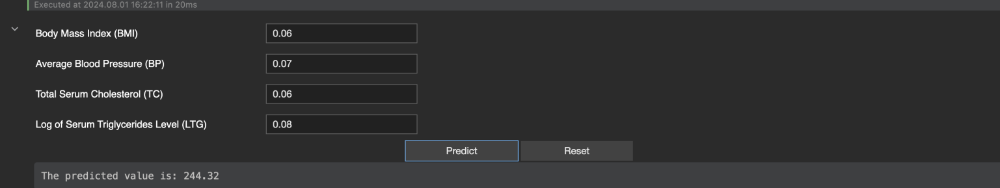 Executed at 2024.08.01 16:22:11 in 20ms
Body Mass Index (BMI) 0.06
Average Blood Pressure (BP) 0.07
Total Serum Cholesterol (TC) 0.06
Log of Serum Triglycerides Level (LTG) 0.08
Predict Reset
The predicted value is: 244.32